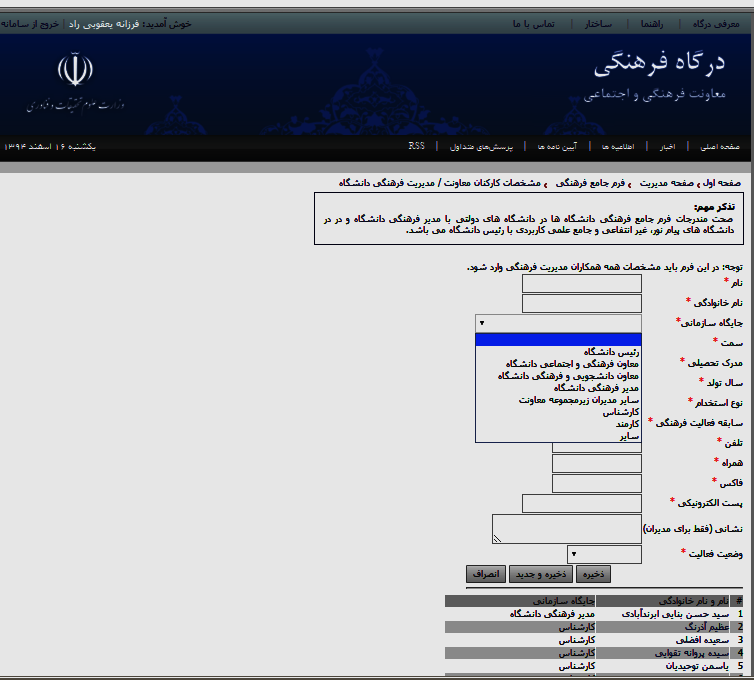 معرفی درگاه | راهنما | ساختار | تماس با ما
خوش آمدید: فرزانه یعقوبی راد | خروج از سامانه
درگاه فرهنگی
معاونت فرهنگی و اجتماعی
وزارت علوم تحقیقات و فناوری
صفحه اصلی | اخبار | اطلاعیه ها | آیین نامه ها | پرسش‌های متداول | RSS
یکشنبه ۱۶ اسفند ۱۳۹۴
صفحه اول ، صفحه مدیریت ، فرم جامع فرهنگی ، مشخصات کارکنان معاونت / مدیریت فرهنگی دانشگاه
تذکر مهم:
صحت مندرجات فرم جامع فرهنگی دانشگاه ها در دانشگاه های دولتی با مدیر فرهنگی دانشگاه و در در
دانشگاه های پیام نور، غیر انتفاعی و جامع علمی کاربردی با رئیس دانشگاه می باشد.
توجه: در این فرم باید مشخصات همه همکاران مدیریت فرهنگی وارد شود.
نام *
نام خانوادگی *
جایگاه سازمانی*
سمت *
مدرک تحصیلی *
سال تولد *
نوع استخدام *
سابقه فعالیت فرهنگی *
تلفن *
همراه *
فاکس *
پست الکترونیکی *
نشانی (فقط برای مدیران)
وضعیت فعالیت *
رئیس دانشگاه
معاون فرهنگی و اجتماعی دانشگاه
معاون دانشجویی و فرهنگی دانشگاه
مدیر فرهنگی دانشگاه
سایر مدیران زیرمجموعه معاونت
کارشناس
کارمند
سایر
ذخیره ذخیره و جدید انصراف
# نام و نام خانوادگی جایگاه سازمانی
1 سید حسن بنایی ابرندآبادی مدیر فرهنگی دانشگاه
2 عظیم آذرنگ کارشناس
3 سعیده افضلی کارشناس
4 سیده پروانه تقوایی کارشناس
5 یاسمن توحیدیان کارشناس